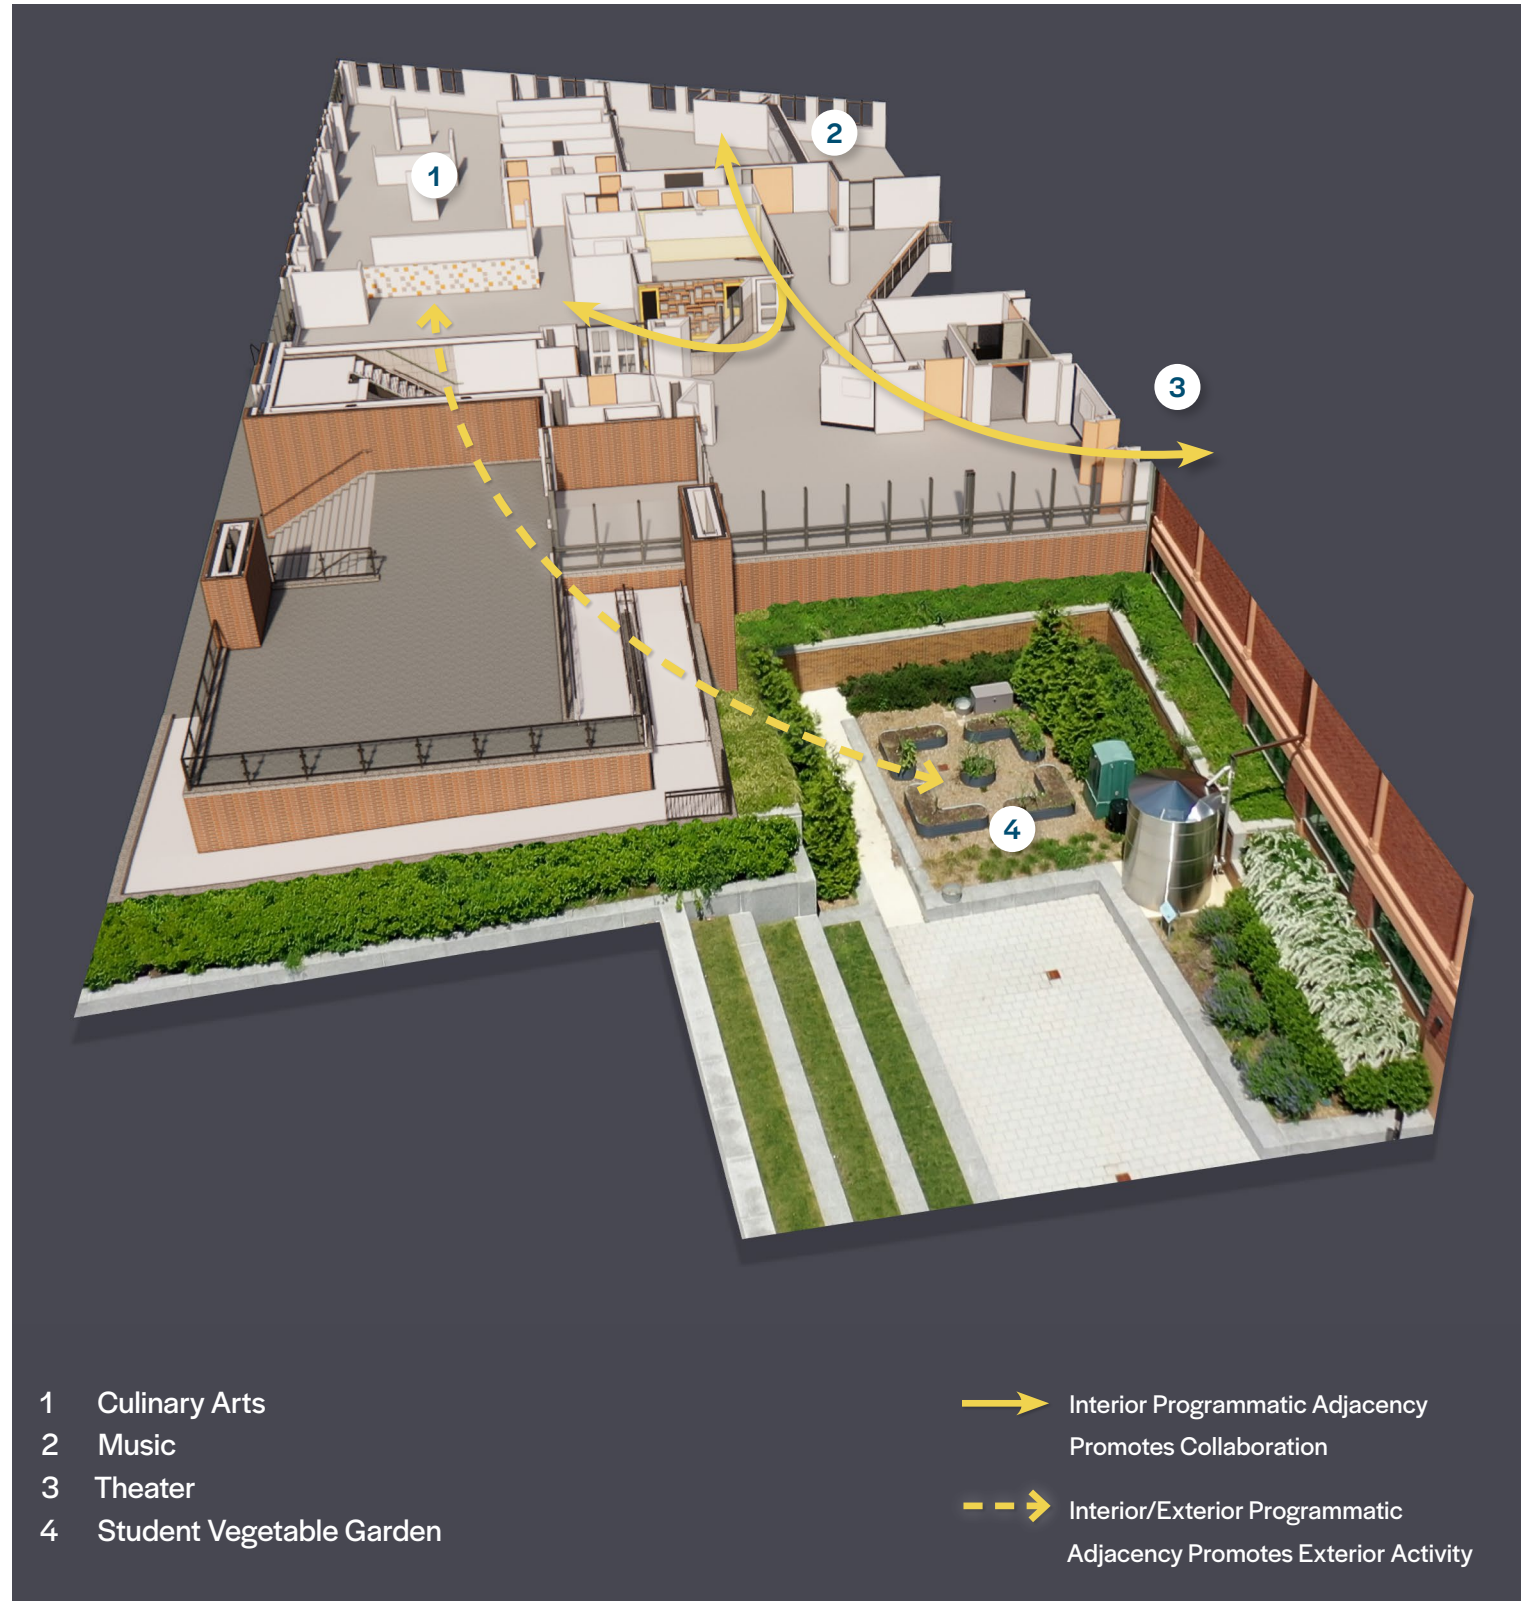 2
1
3
4
1 Culinary Arts
2 Music
3 Theater
4 Student Vegetable Garden
Interior Programmatic Adjacency
Promotes Collaboration
Interior/Exterior Programmatic
Adjacency Promotes Exterior Activity